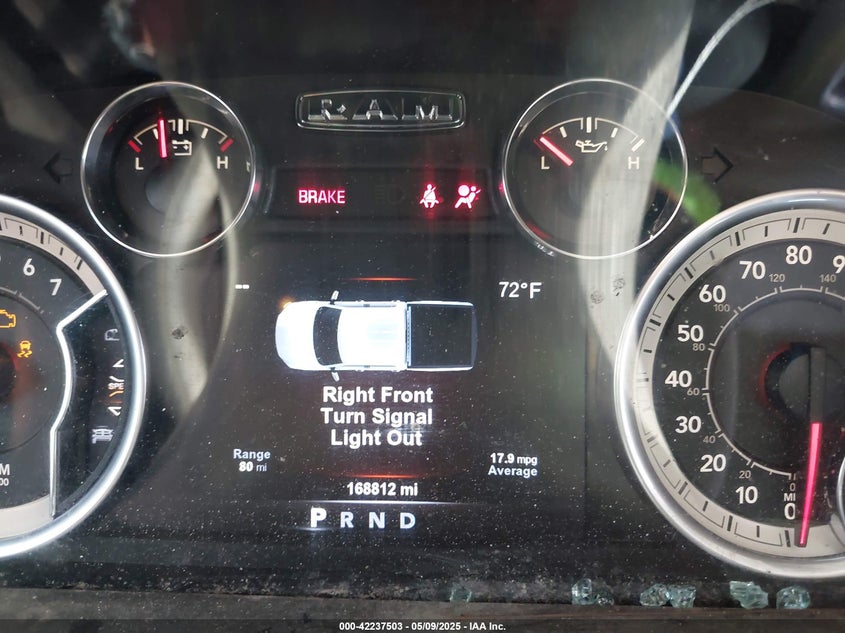 RAM
L H
L H
BRAKE
6
7
--
72°F
Right Front
Turn Signal
Light Out
Range
80 mi
17.9 mpg
Average
168812 mi
P R N D
80
70
60
50
40
30
20
10
0
140
120
100
80
60
40
20
000-42237503 - 05/09/2025 - IAA Inc.